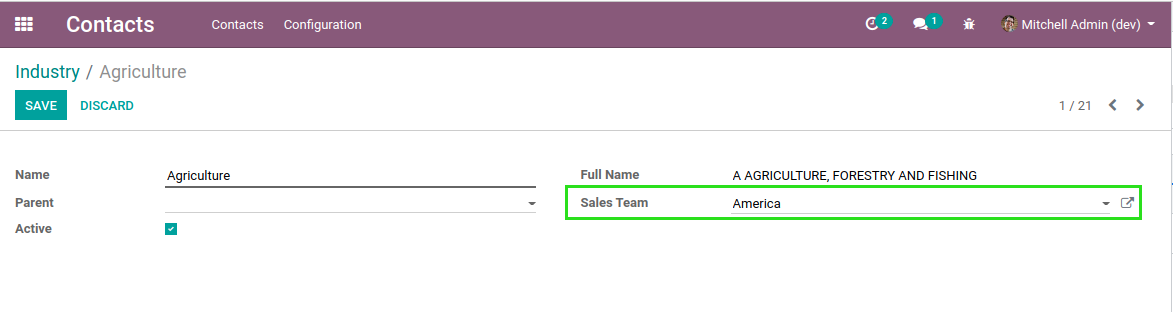 Contacts Contacts Configuration 2 1 Mitchell Admin (dev)
Industry / Agriculture
SAVE DISCARD 1 / 21
Name Agriculture Full Name A AGRICULTURE, FORESTRY AND FISHING
Parent Sales Team America
Active